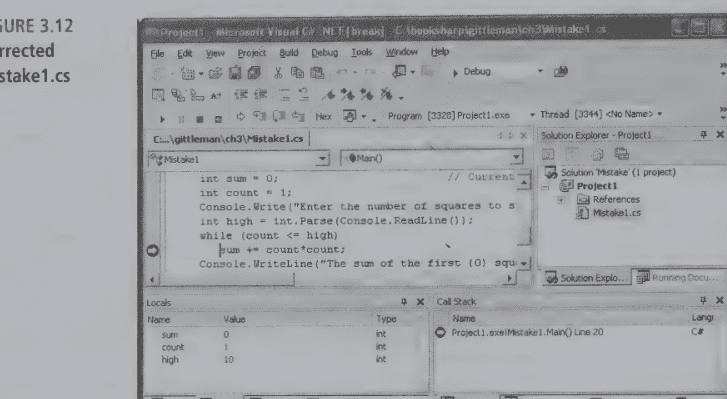 GURE 3.12
rrected
stake1.cs
Project1 - Microsoft Visual C# .NET [break] - C:\booksharp\gittleman\ch3\Mistake1.cs
File Edit View Project Build Debug Tools Window Help
Debug
Hex Program [3328] Project1.exe Thread [3344] <No Name>
C:...\gittleman\ch3\Mistake1.cs
Solution Explorer - Project1
Mistake1 Main()
Solution 'Mistake' (1 project)
Project1
References
Mistake1.cs
int sum = 0; // Current
int count = 1;
Console.Write("Enter the number of squares to s
int high = int.Parse(Console.ReadLine());
while (count <= high)
sum += count*count;
Console.WriteLine("The sum of the first {0} squ
Solution Explo... Running Docu...
Locals
Name Value Type
sum 0 int
count 1 int
high 10 int
Call Stack
Name Langu
Project1.exe!Mistake1.Main() Line 20 C#